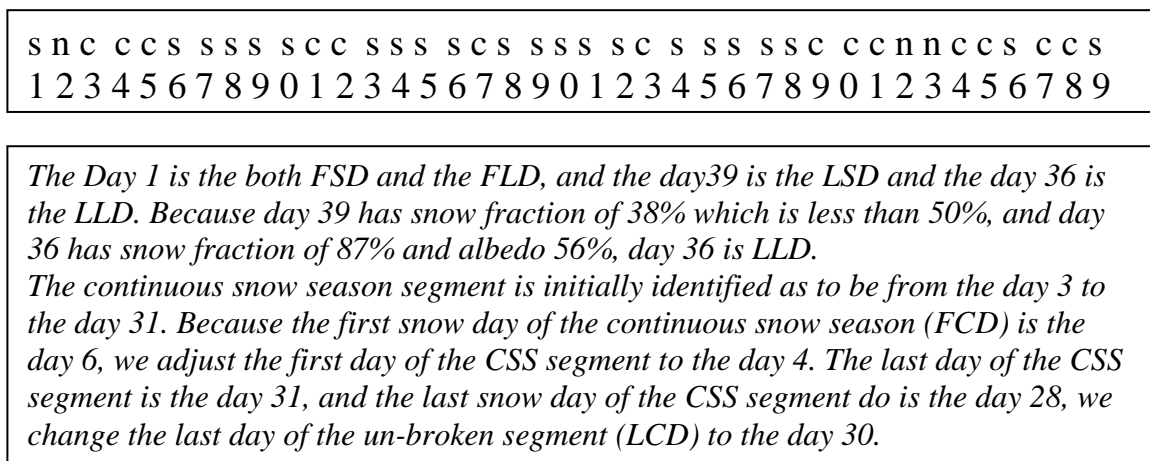 s n c c c s s s s s c c s s s s c s s s s s c s s s s s c c c n n c c s c c s
1 2 3 4 5 6 7 8 9 0 1 2 3 4 5 6 7 8 9 0 1 2 3 4 5 6 7 8 9 0 1 2 3 4 5 6 7 8 9
The Day 1 is the both FSD and the FLD, and the day39 is the LSD and the day 36 is
the LLD. Because day 39 has snow fraction of 38% which is less than 50%, and day
36 has snow fraction of 87% and albedo 56%, day 36 is LLD.
The continuous snow season segment is initially identified as to be from the day 3 to
the day 31. Because the first snow day of the continuous snow season (FCD) is the
day 6, we adjust the first day of the CSS segment to the day 4. The last day of the CSS
segment is the day 31, and the last snow day of the CSS segment do is the day 28, we
change the last day of the un-broken segment (LCD) to the day 30.